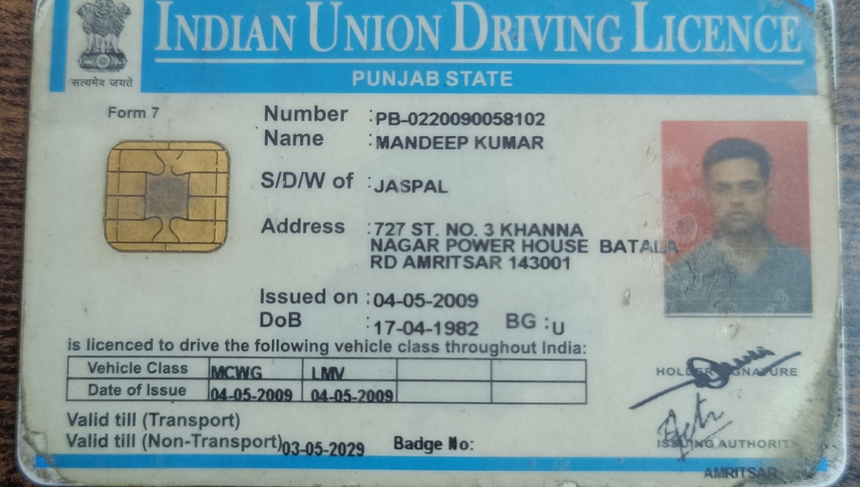 INDIAN UNION DRIVING LICENCE
सत्यमेव जयते
PUNJAB STATE
Form 7
Number :PB-0220090058102
Name :MANDEEP KUMAR
S/D/W of :JASPAL
Address :727 ST. NO. 3 KHANNA
NAGAR POWER HOUSE BATALA
RD AMRITSAR 143001
Issued on :04-05-2009
DoB :17-04-1982 BG :U
is licenced to drive the following vehicle class throughout India:
Vehicle Class MCWG LMV
Date of Issue 04-05-2009 04-05-2009
HOLDER SIGNATURE
Valid till (Transport)
Valid till (Non-Transport)03-05-2029 Badge No:
ISSUING AUTHORITY
AMRITSAR